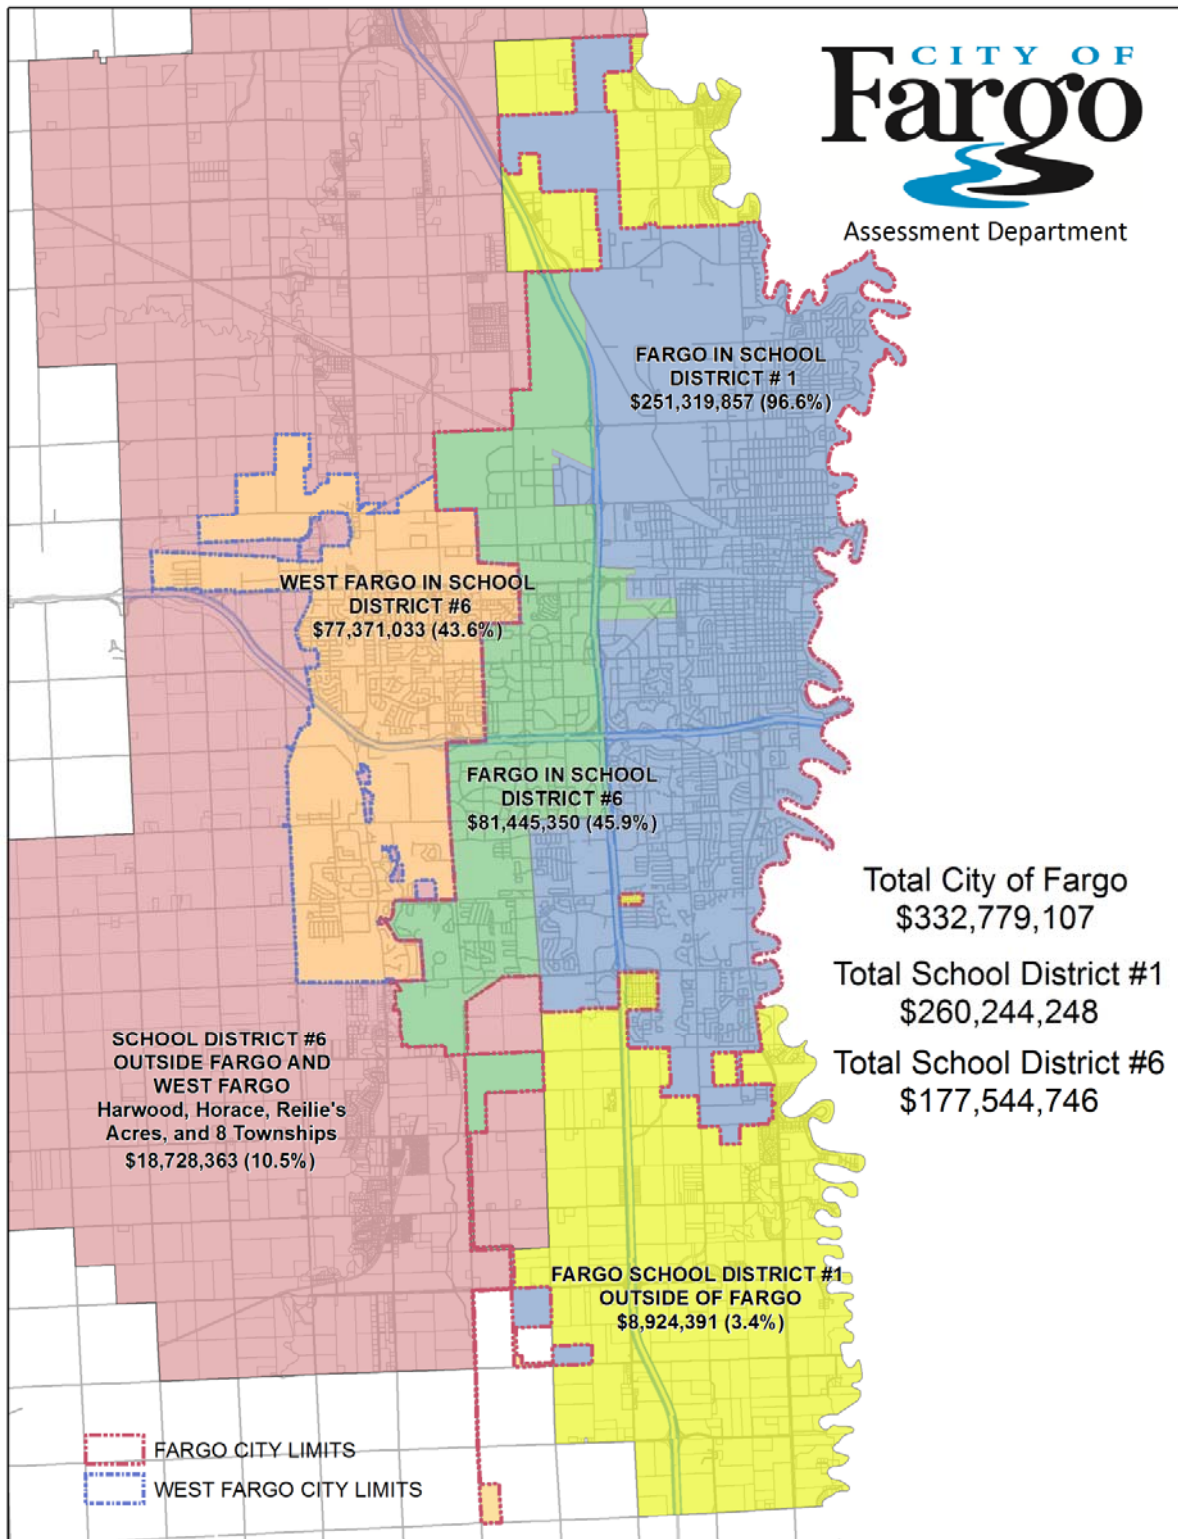 CITY OF
Fargo
Assessment Department
FARGO IN SCHOOL
DISTRICT # 1
$251,319,857 (96.6%)
WEST FARGO IN SCHOOL
DISTRICT #6
$77,371,033 (43.6%)
FARGO IN SCHOOL
DISTRICT #6
$81,445,350 (45.9%)
Total City of Fargo
$332,779,107
Total School District #1
$260,244,248
Total School District #6
$177,544,746
SCHOOL DISTRICT #6
OUTSIDE FARGO AND
WEST FARGO
Harwood, Horace, Reilie's
Acres, and 8 Townships
$18,728,363 (10.5%)
FARGO SCHOOL DISTRICT #1
OUTSIDE OF FARGO
$8,924,391 (3.4%)
FARGO CITY LIMITS
WEST FARGO CITY LIMITS